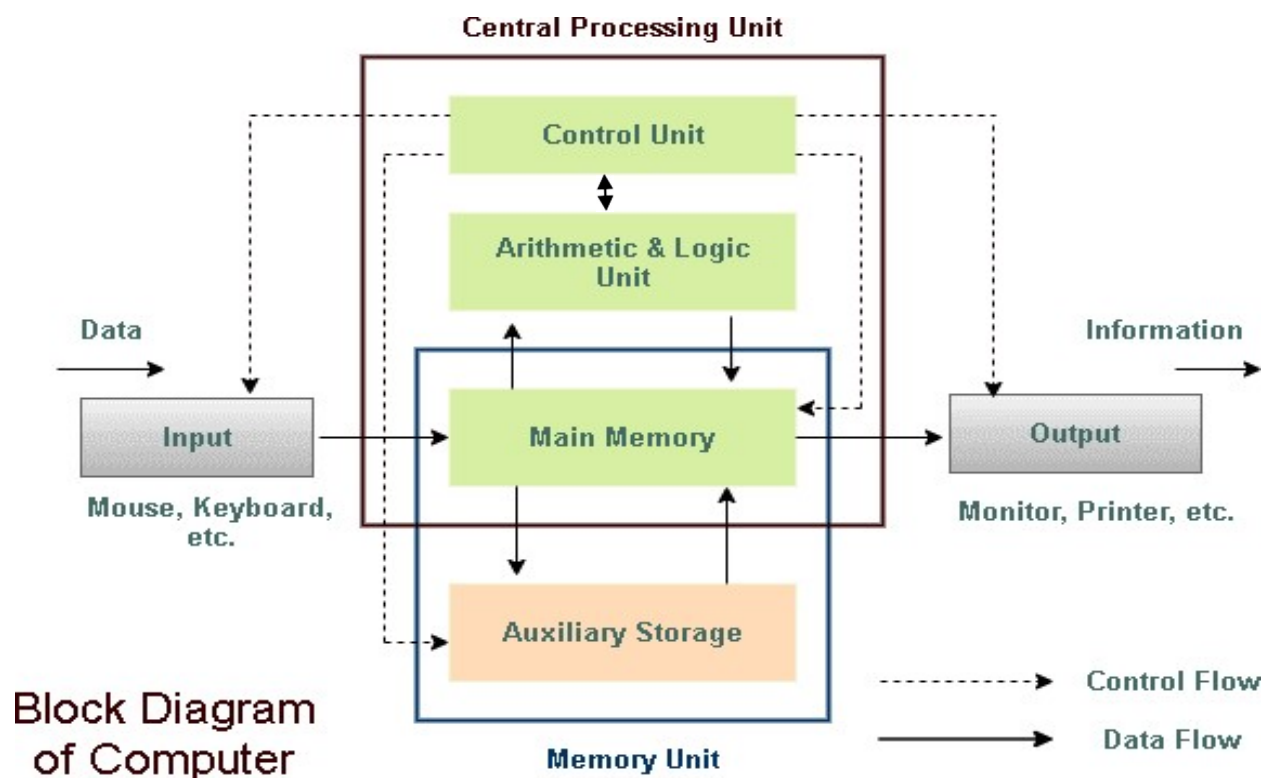 Central Processing Unit
Control Unit
Arithmetic & Logic
Unit
Data
Information
Input
Main Memory
Output
Mouse, Keyboard,
etc.
Monitor, Printer, etc.
Auxiliary Storage
Control Flow
Data Flow
Block Diagram
of Computer
Memory Unit